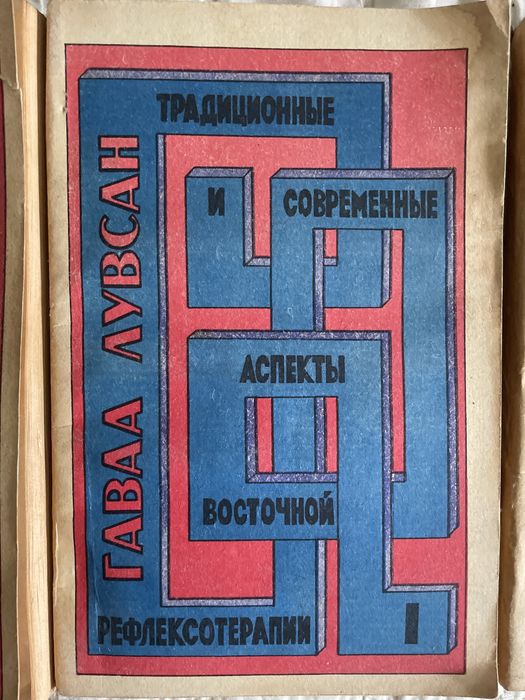 ГАВАА ЛУВСАН
ТРАДИЦИОННЫЕ
И СОВРЕМЕННЫЕ
АСПЕКТЫ
ВОСТОЧНОЙ
РЕФЛЕКСОТЕРАПИИ I